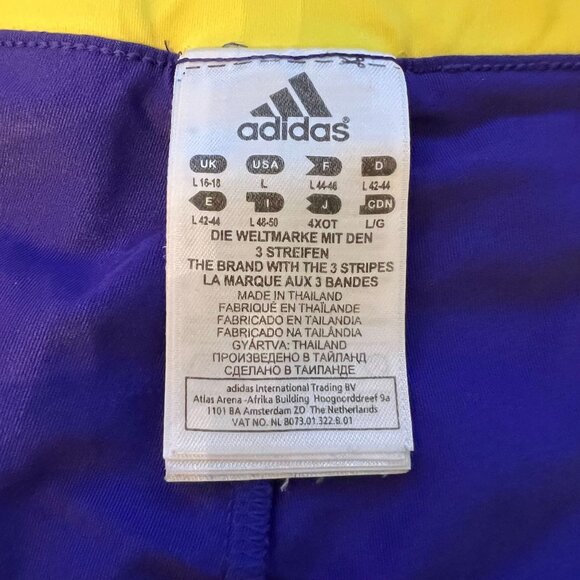 adidas®
UK USA F D
L 16-18 L L 44-46 L 42-44
E I J CDN
L 42-44 L 48-50 4XOT L/G
DIE WELTMARKE MIT DEN
3 STREIFEN
THE BRAND WITH THE 3 STRIPES
LA MARQUE AUX 3 BANDES
MADE IN THAILAND
FABRIQUÉ EN THAÏLANDE
FABRICADO EN TAILANDIA
FABRICADO NA TAILÂNDIA
GYÁRTVA: THAILAND
ПРОИЗВЕДЕНО В ТАЙЛАНД
СДЕЛАНО В ТАИЛАНДЕ
adidas International Trading BV
Atlas Arena -Afrika Building Hoogoorddreef 9a
1101 BA Amsterdam ZO The Netherlands
VAT NO. NL 8073.01.322.B.01